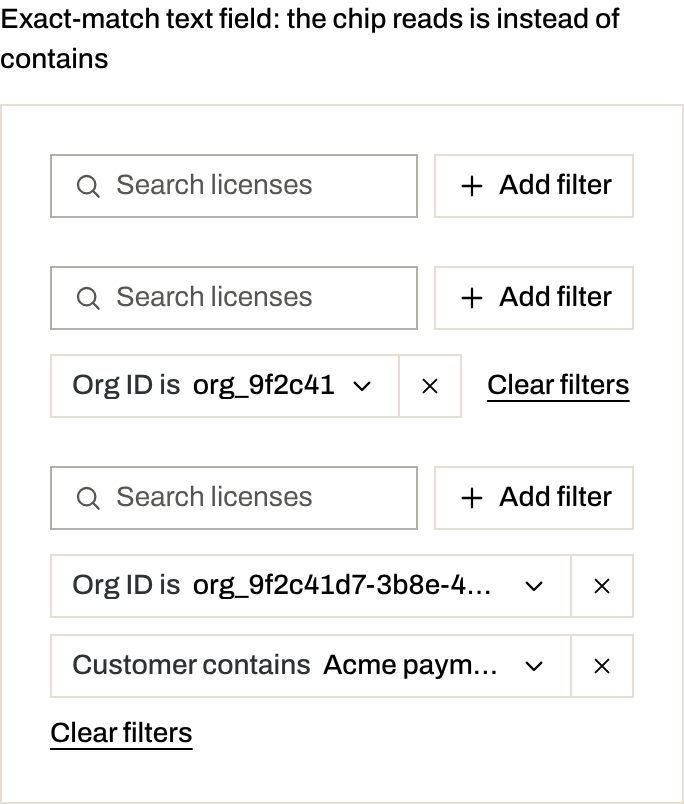 Exact-match text field: the chip reads is instead of
contains
Search licenses
Add filter
Search licenses
Add filter
Org ID is org_9f2c41
Clear filters
Search licenses
Add filter
Org ID is org_9f2c41d7-3b8e-4...
Customer contains Acme paym...
Clear filters